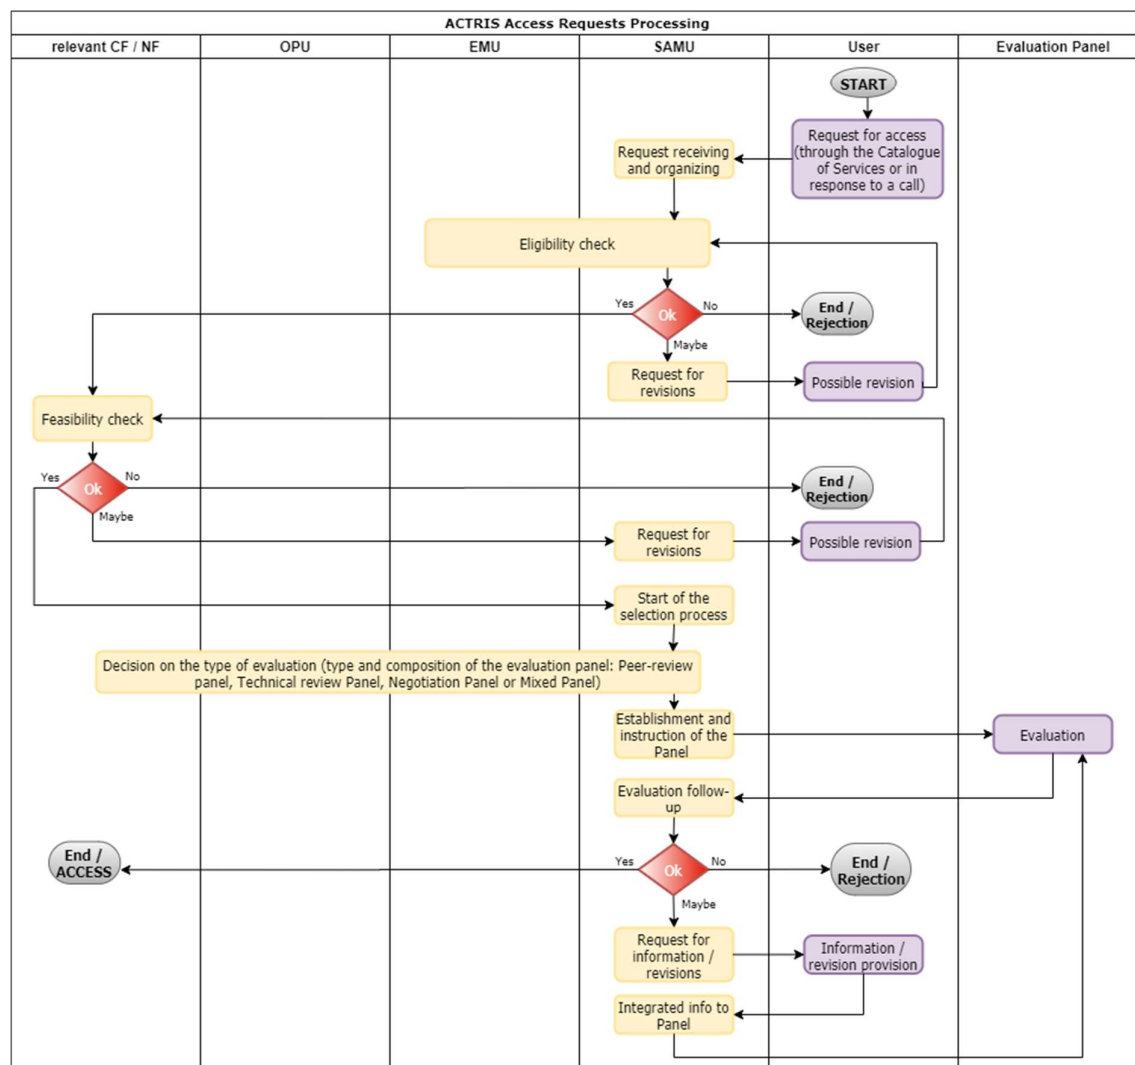 ACTRIS Access Requests Processing
relevant CF / NF
OPU
EMU
SAMU
User
Evaluation Panel
START
Request for access
(through the Catalogue
of Services or in
response to a call)
Request receiving
and organizing
Eligibility check
Yes
Ok
No
End /
Rejection
Maybe
Request for
revisions
Possible revision
Feasibility check
Yes
Ok
No
End /
Rejection
Maybe
Request for
revisions
Possible revision
Start of the
selection process
Decision on the type of evaluation (type and composition of the evaluation panel: Peer-review
panel, Technical review Panel, Negotiation Panel or Mixed Panel)
Establishment and
instruction of the
Panel
Evaluation
Evaluation follow-
up
End /
ACCESS
Yes
Ok
No
End /
Rejection
Maybe
Request for
information /
revisions
Information /
revision provision
Integrated info to
Panel